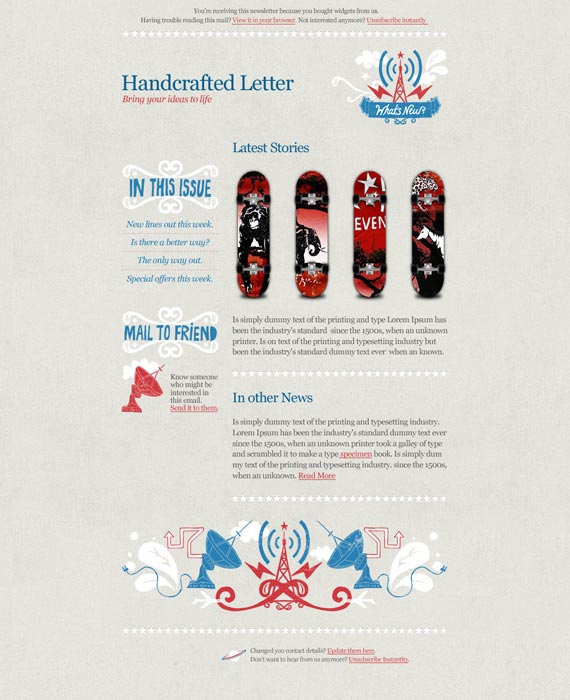 You're receiving this newsletter because you bought widgets from us.
Having trouble reading this mail? View it in your browser. Not interested anymore? Unsubscribe instantly
Handcrafted Letter
Bring your ideas to life
What's New?
Latest Stories
IN THIS ISSUE
New lines out this week.
Is there a better way?
The only way out.
Special offers this week.
EVEN
Is simply dummy text of the printing and type Lorem Ipsum has
been the industry's standard since the 1500s, when an unknown
printer. Is on text of the printing and typesetting industry but
been the industry's standard dummy text ever when an known.
MAIL TO FRIEND
Know someone
who might be
interested in
this email.
Send it to them.
In other News
Is simply dummy text of the printing and typesetting industry.
Lorem Ipsum has been the industry's standard dummy text ever
since the 1500s, when an unknown printer took a galley of type
and scrambled it to make a type specimen book. Is simply dum
my text of the printing and typesetting industry. since the 1500s,
when an unknown. Read More
Changed you contact details? Update them here.
Don't want to hear from us anymore? Unsubscribe Instantly.